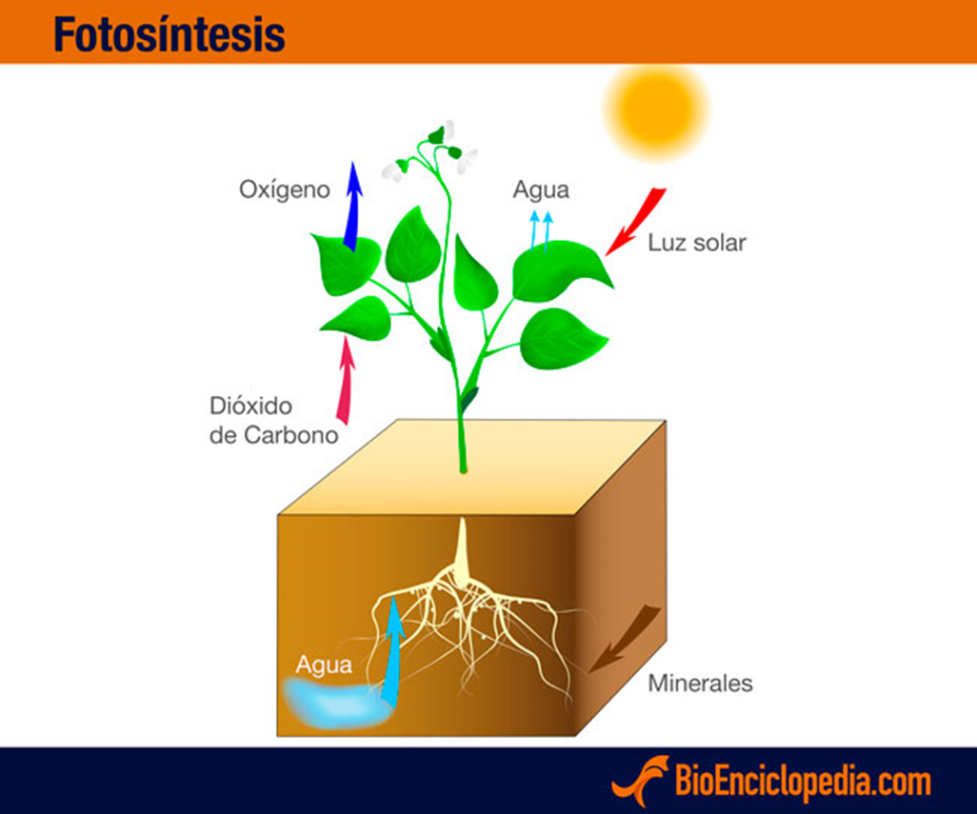 Fotosíntesis
Oxígeno
Agua
Luz solar
Dióxido
de Carbono
Agua
Minerales
BioEnciclopedia.com